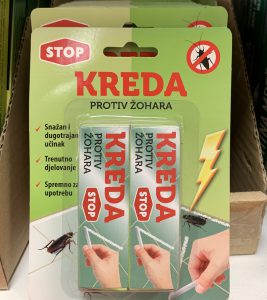 STOP
KREDA
PROTIV ŽOHARA
Snažan i
dugotrajan
učinak
Trenutno
djelovanje
Spremno za
upotrebu
KREDA
PROTIV
ŽOHARA
STOP
KREDA
PROTIV
ŽOHARA
STOP